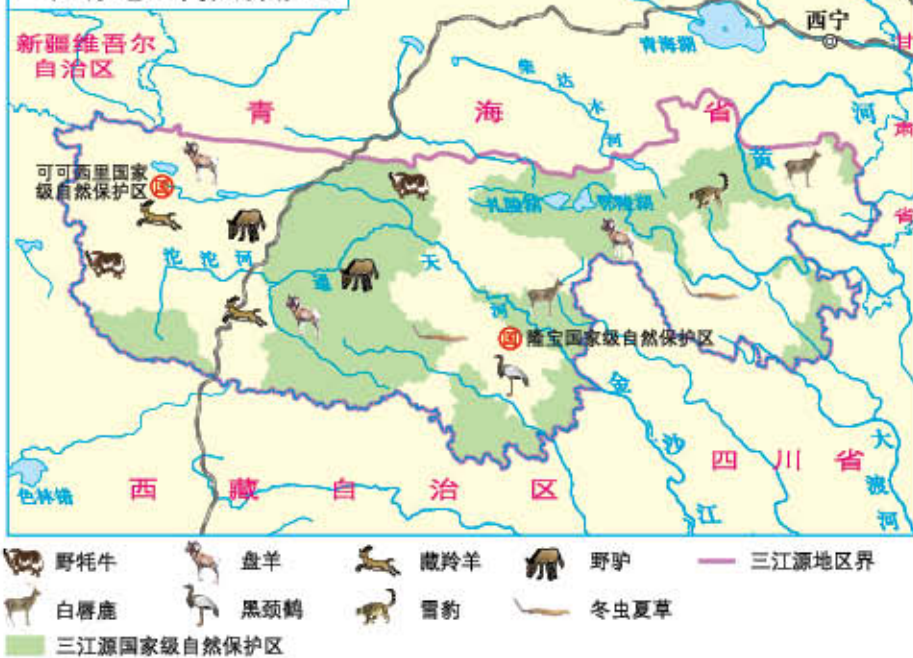 西宁
新疆维吾尔
自治区
青海湖
甘
肃
省
柴达木河
青海省
黄河
可可西里国家
级自然保护区
国
扎陵湖
鄂陵湖
沱沱河
通天河
国
隆宝国家级自然保护区
金沙江
四川省
大渡河
色林错
西藏自治区
野牦牛
盘羊
藏羚羊
野驴
三江源地区界
白唇鹿
黑颈鹤
雪豹
冬虫夏草
三江源国家级自然保护区